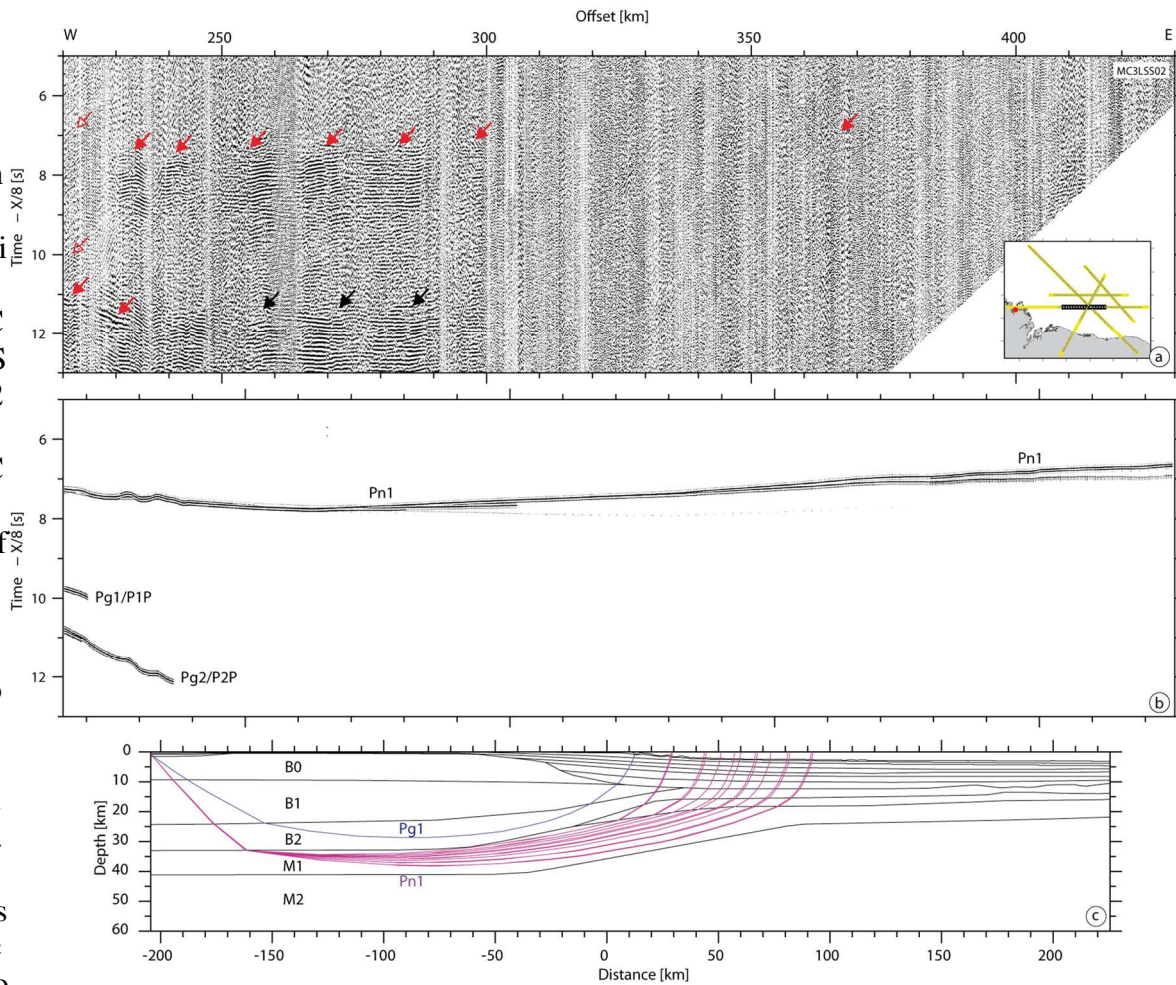 Offset [km]
W 250 300 350 400 E
MC3LSS02
6
8
10
12
Time – X/8 [s]
a
6
8
10
12
Time – X/8 [s]
Pn1
Pn1
Pg1/P1P
Pg2/P2P
b
0
10
20
30
40
50
60
Depth [km]
B0
B1
B2
M1
M2
Pg1
Pn1
c
-200 -150 -100 -50 0 50 100 150 200
Distance [km]